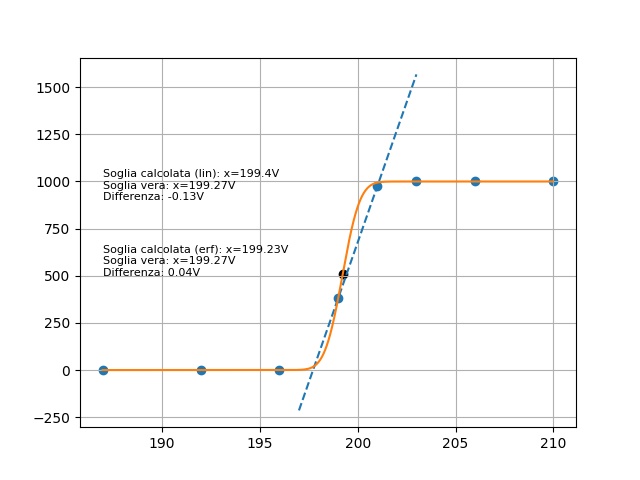 1500
1250
1000
750
500
250
0
−250
Soglia calcolata (lin): x=199.4V
Soglia vera: x=199.27V
Differenza: -0.13V
Soglia calcolata (erf): x=199.23V
Soglia vera: x=199.27V
Differenza: 0.04V
190
195
200
205
210